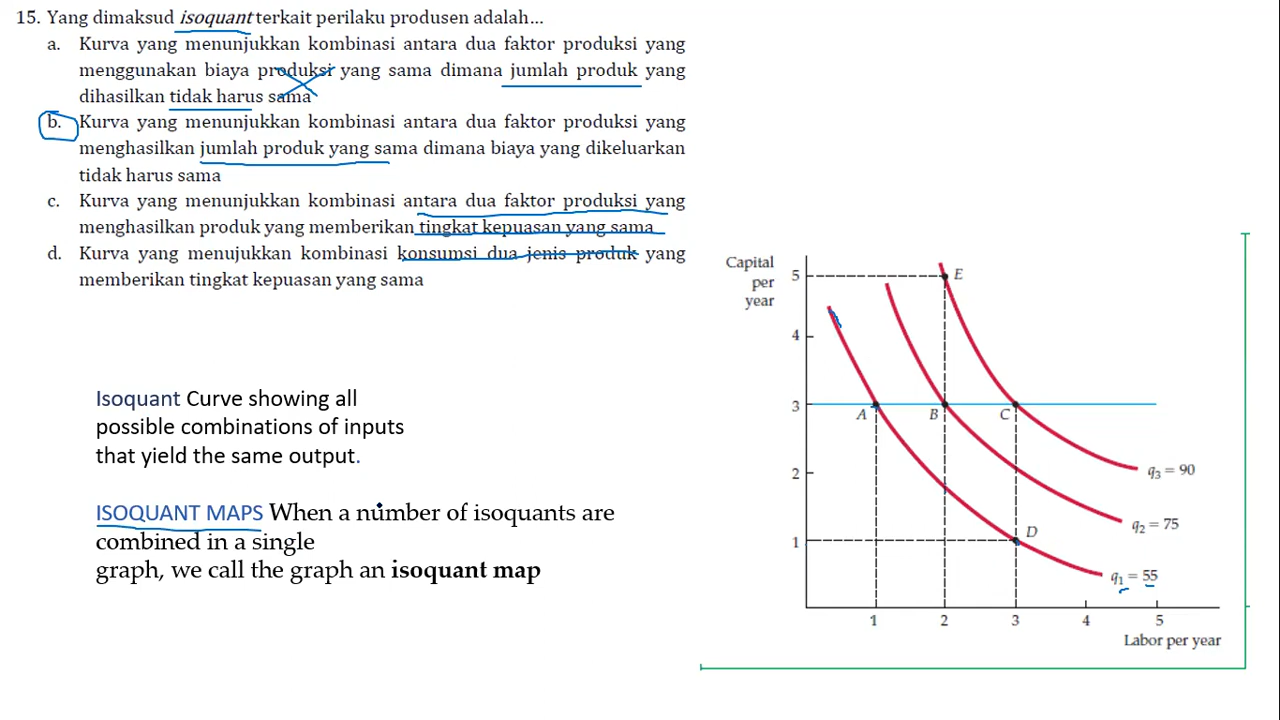 15. Yang dimaksud isoquant terkait perilaku produsen adalah...
a. Kurva yang menunjukkan kombinasi antara dua faktor produksi yang
menggunakan biaya produksi yang sama dimana jumlah produk yang
dihasilkan tidak harus sama
b. Kurva yang menunjukkan kombinasi antara dua faktor produksi yang
menghasilkan jumlah produk yang sama dimana biaya yang dikeluarkan
tidak harus sama
c. Kurva yang menunjukkan kombinasi antara dua faktor produksi yang
menghasilkan produk yang memberikan tingkat kepuasan yang sama
d. Kurva yang menujukkan kombinasi konsumsi dua jenis produk yang
memberikan tingkat kepuasan yang sama
Isoquant Curve showing all
possible combinations of inputs
that yield the same output.
ISOQUANT MAPS When a number of isoquants are
combined in a single
graph, we call the graph an isoquant map
Capital
per
year
5
E
4
3
A
B
C
2
q3 = 90
q2 = 75
1
D
q1 = 55
1 2 3 4 5
Labor per year